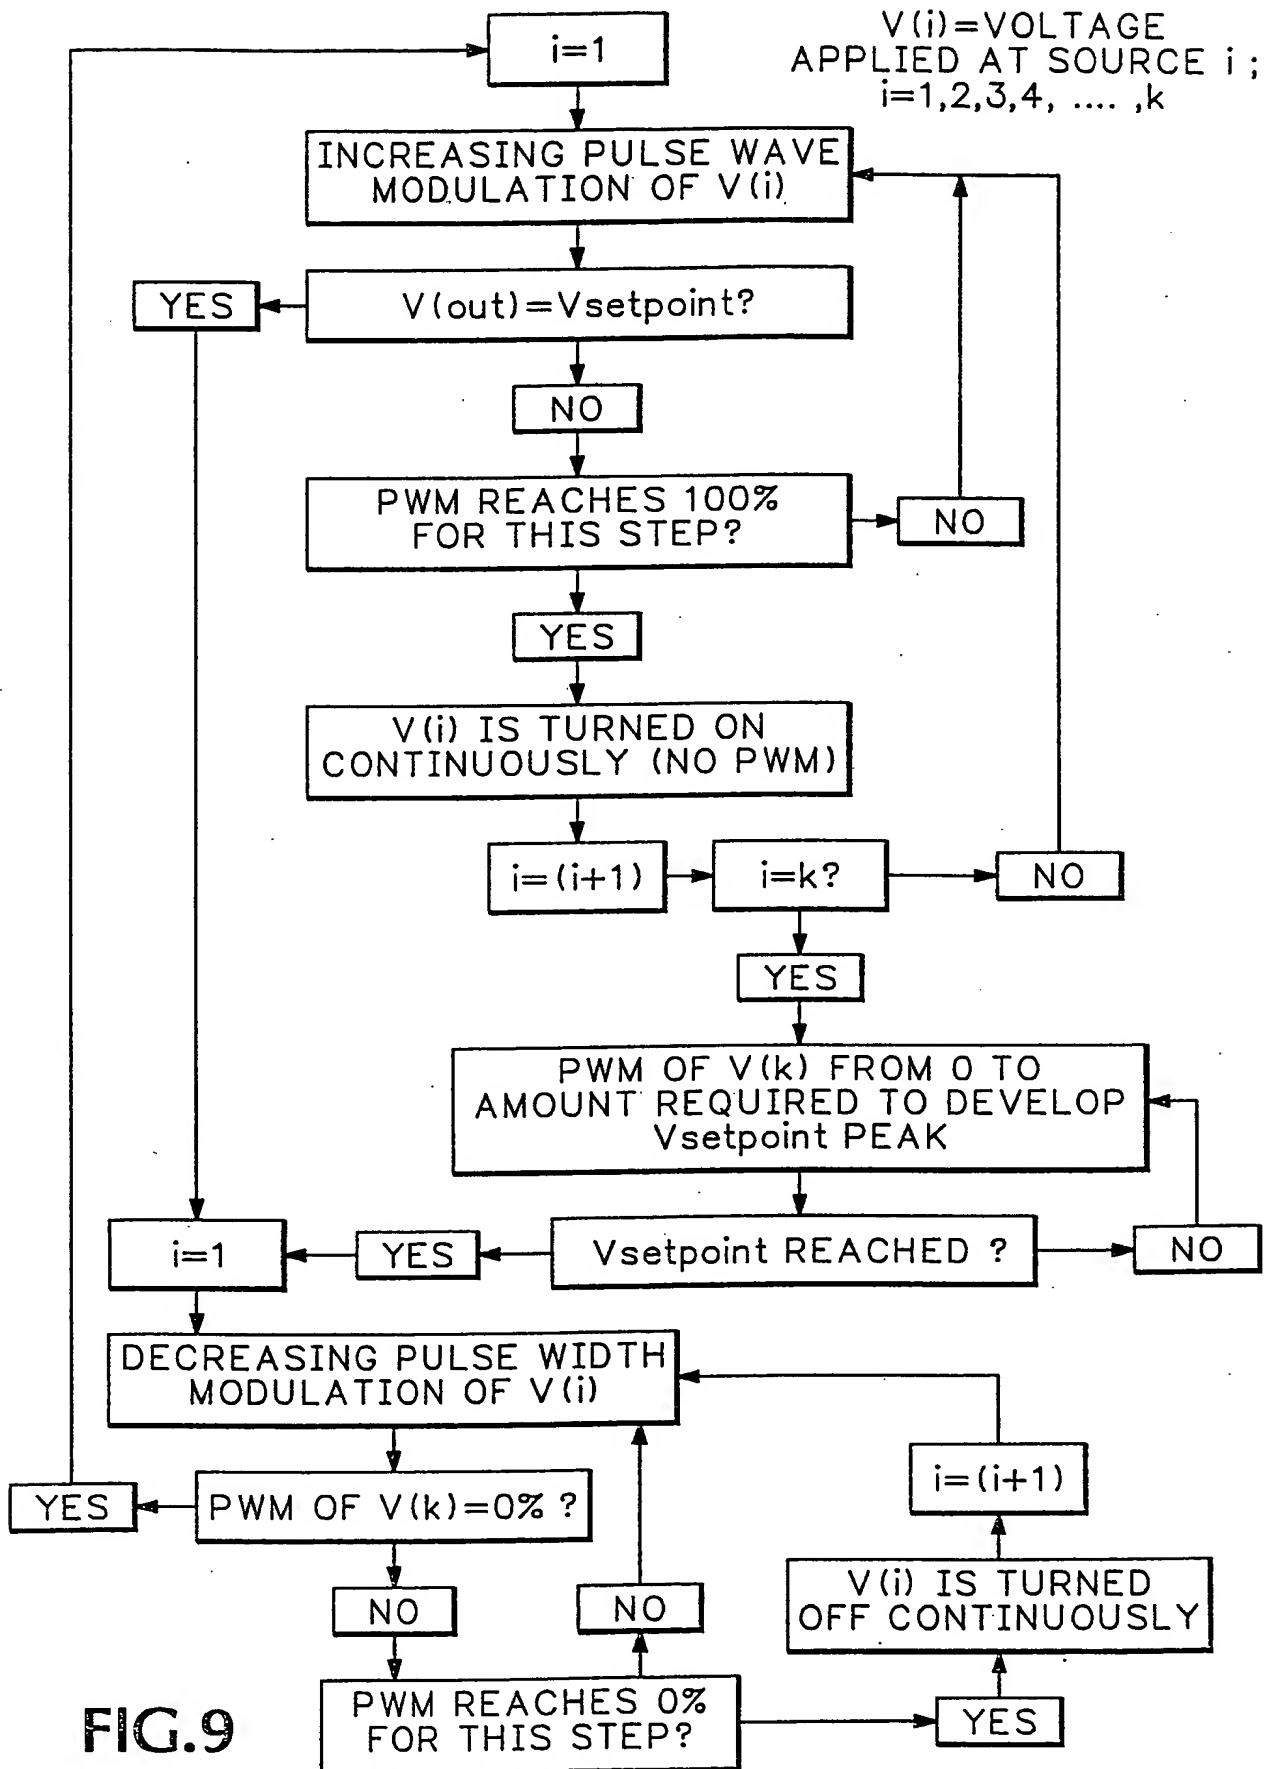 V(i)=VOLTAGE
APPLIED AT SOURCE i ;
i=1,2,3,4, .... ,k
i=1
INCREASING PULSE WAVE
MODULATION OF V(i)
YES
V(out)=Vsetpoint?
NO
PWM REACHES 100%
FOR THIS STEP?
NO
YES
V(i) IS TURNED ON
CONTINUOUSLY (NO PWM)
i=(i+1)
i=k?
NO
YES
PWM OF V(k) FROM 0 TO
AMOUNT REQUIRED TO DEVELOP
Vsetpoint PEAK
i=1
YES
Vsetpoint REACHED ?
NO
DECREASING PULSE WIDTH
MODULATION OF V(i)
i=(i+1)
YES
PWM OF V(k)=0% ?
NO
NO
V(i) IS TURNED
OFF CONTINUOUSLY
PWM REACHES 0%
FOR THIS STEP?
YES
FIG.9